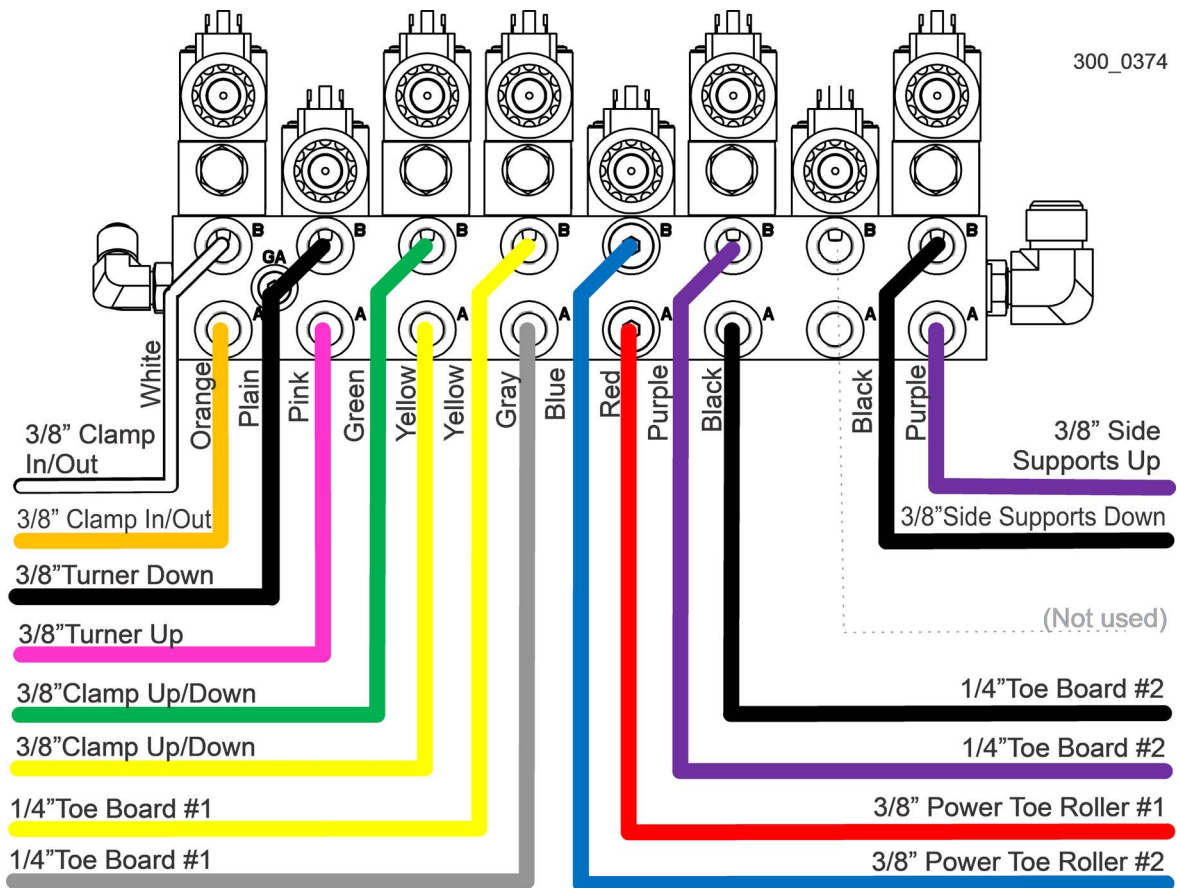 300_0374
B B B B B B B B
GA
A A A A A A A A
White
Orange
Plain
Pink
Green
Yellow
Yellow
Gray
Blue
Red
Purple
Black
Black
Purple
3/8” Clamp
In/Out
3/8” Clamp In/Out
3/8”Turner Down
3/8”Turner Up
3/8”Clamp Up/Down
3/8”Clamp Up/Down
1/4”Toe Board #1
1/4”Toe Board #1
3/8” Side
Supports Up
3/8”Side Supports Down
(Not used)
1/4”Toe Board #2
1/4”Toe Board #2
3/8” Power Toe Roller #1
3/8” Power Toe Roller #2